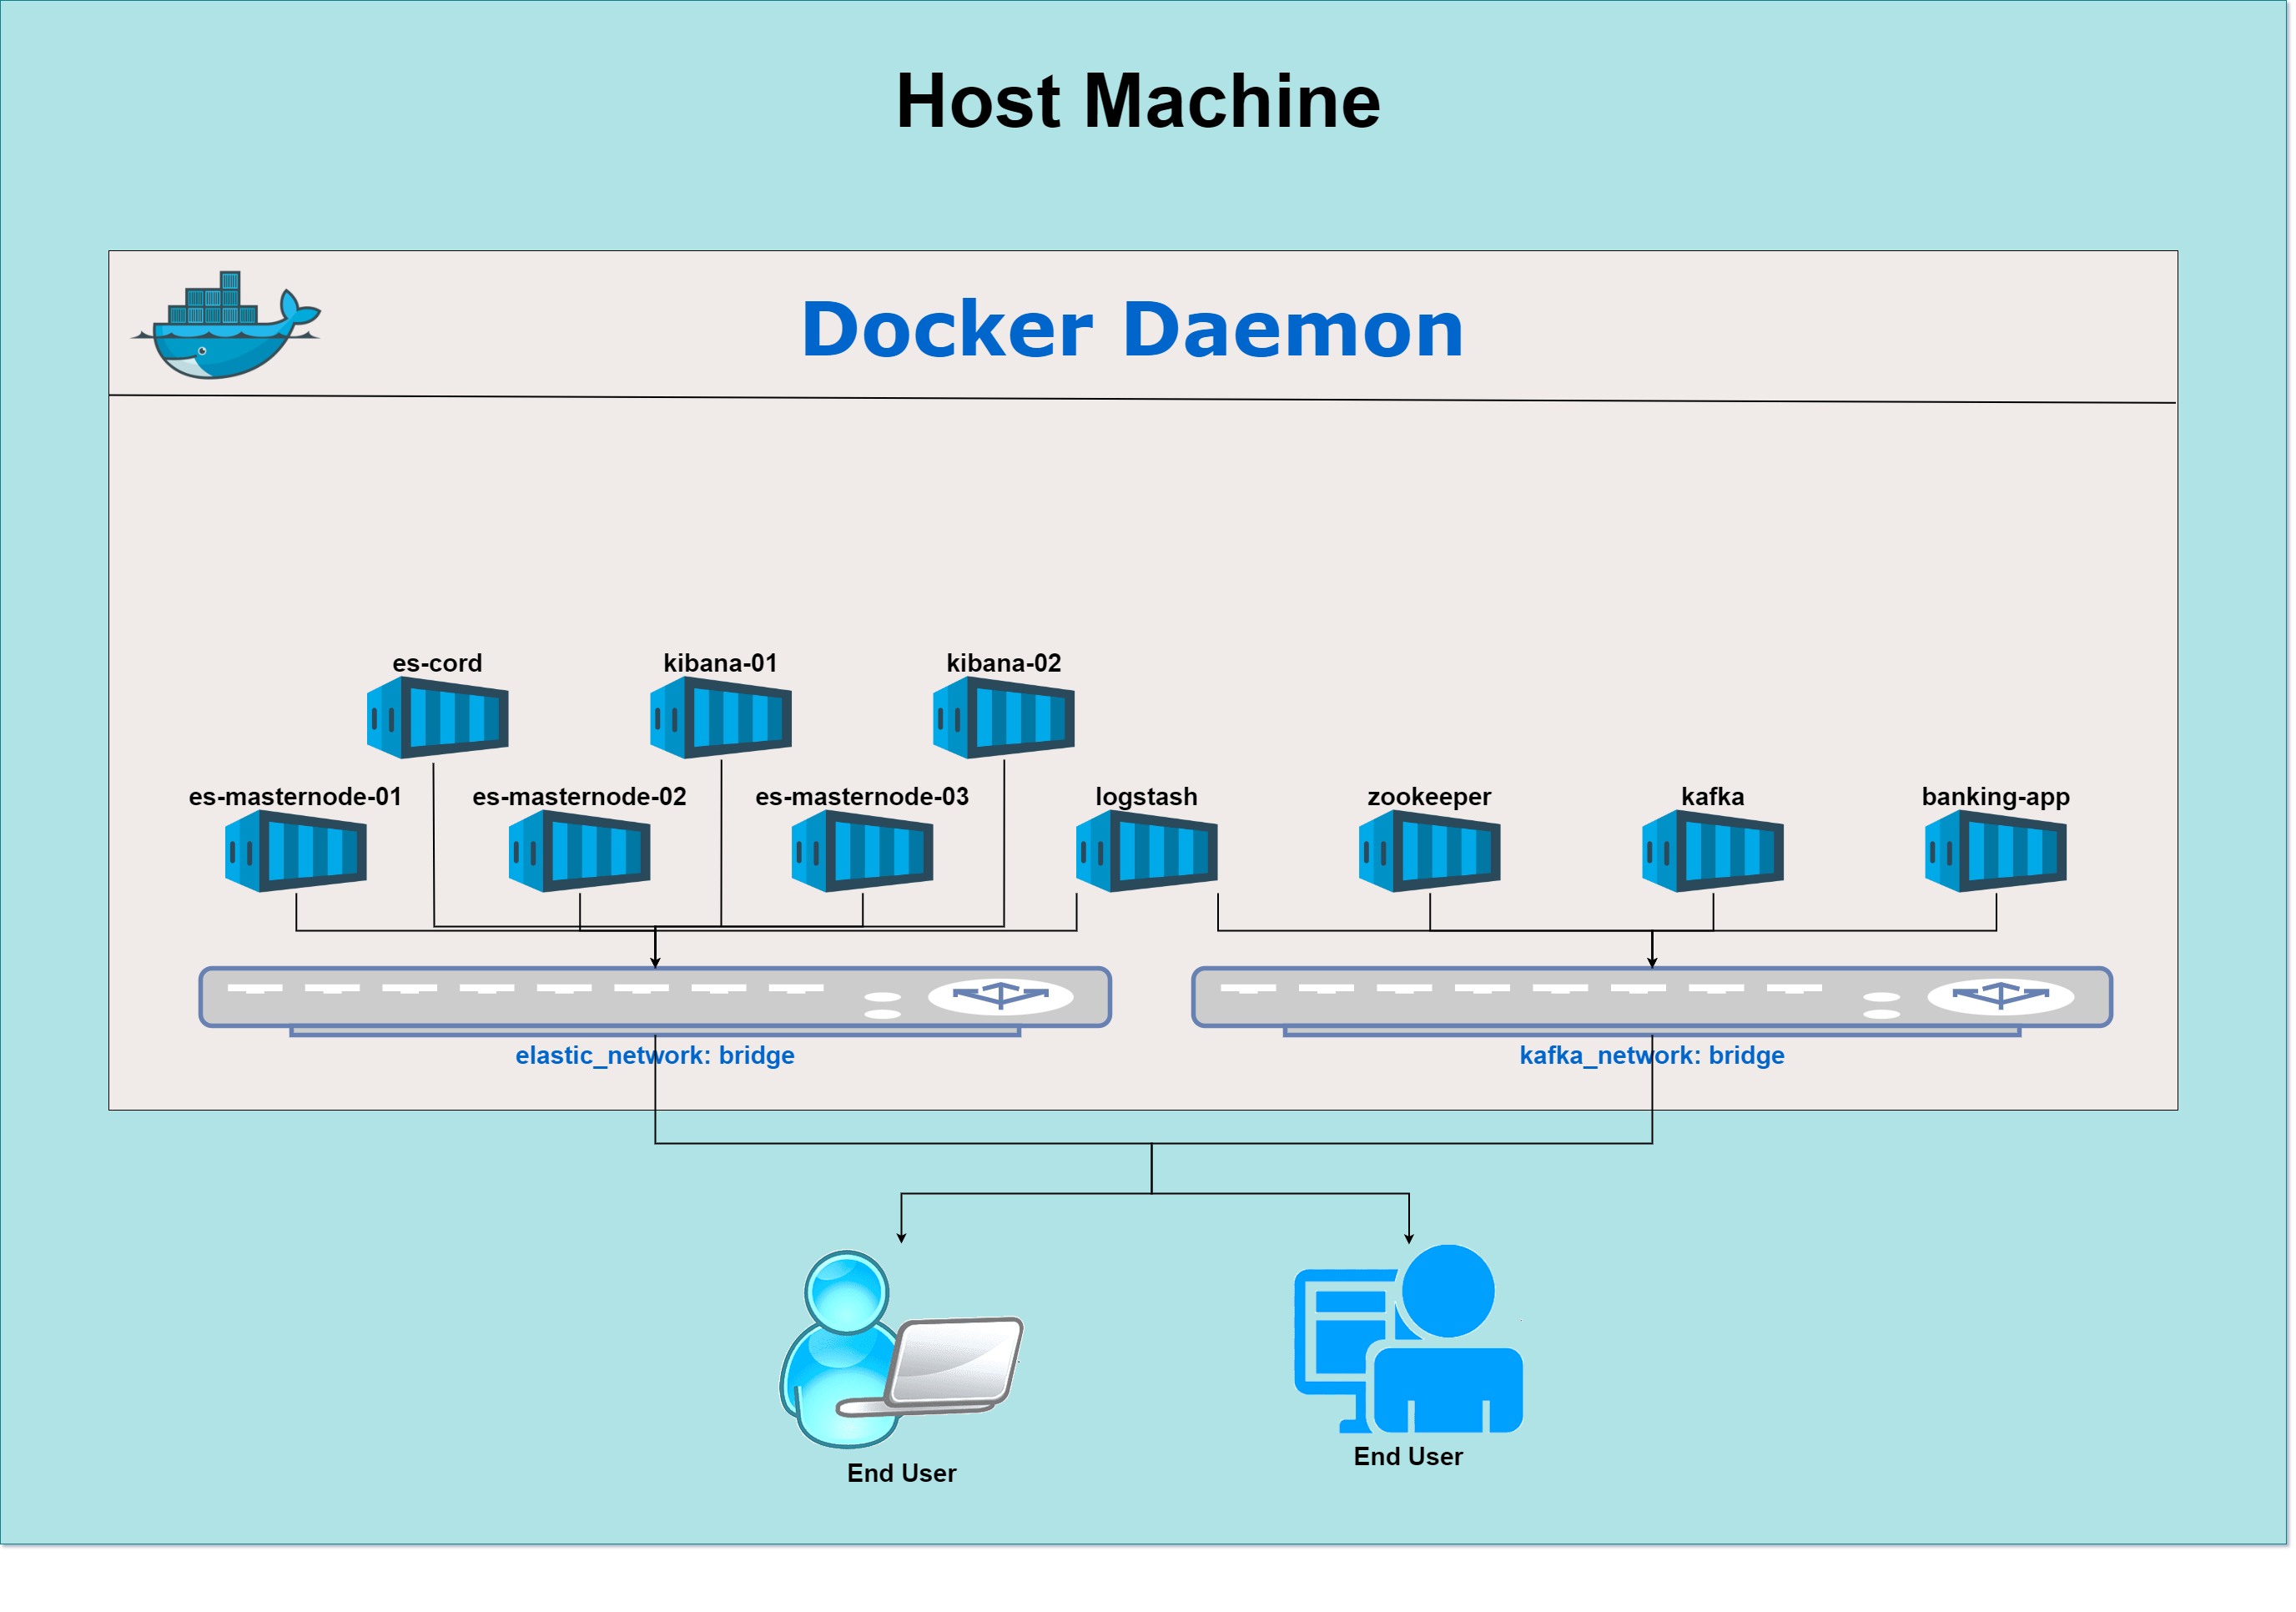 Host Machine
Docker Daemon
es-cord
kibana-01
kibana-02
es-masternode-01
es-masternode-02
es-masternode-03
logstash
zookeeper
kafka
banking-app
elastic_network: bridge
kafka_network: bridge
End User
End User